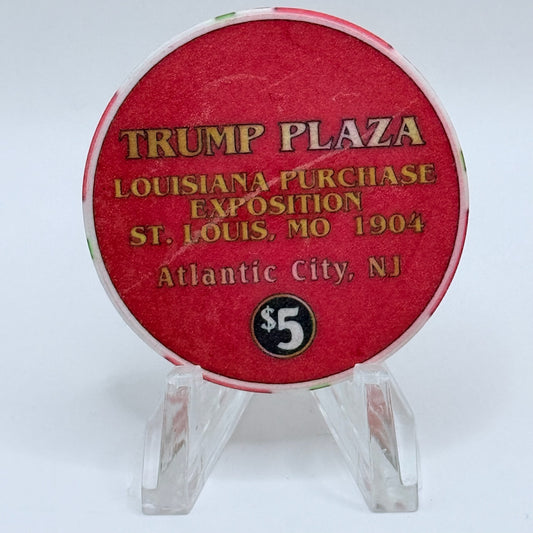 TRUMP PLAZA
LOUISIANA PURCHASE
EXPOSITION
ST. LOUIS, MO 1904
Atlantic City, NJ
$5